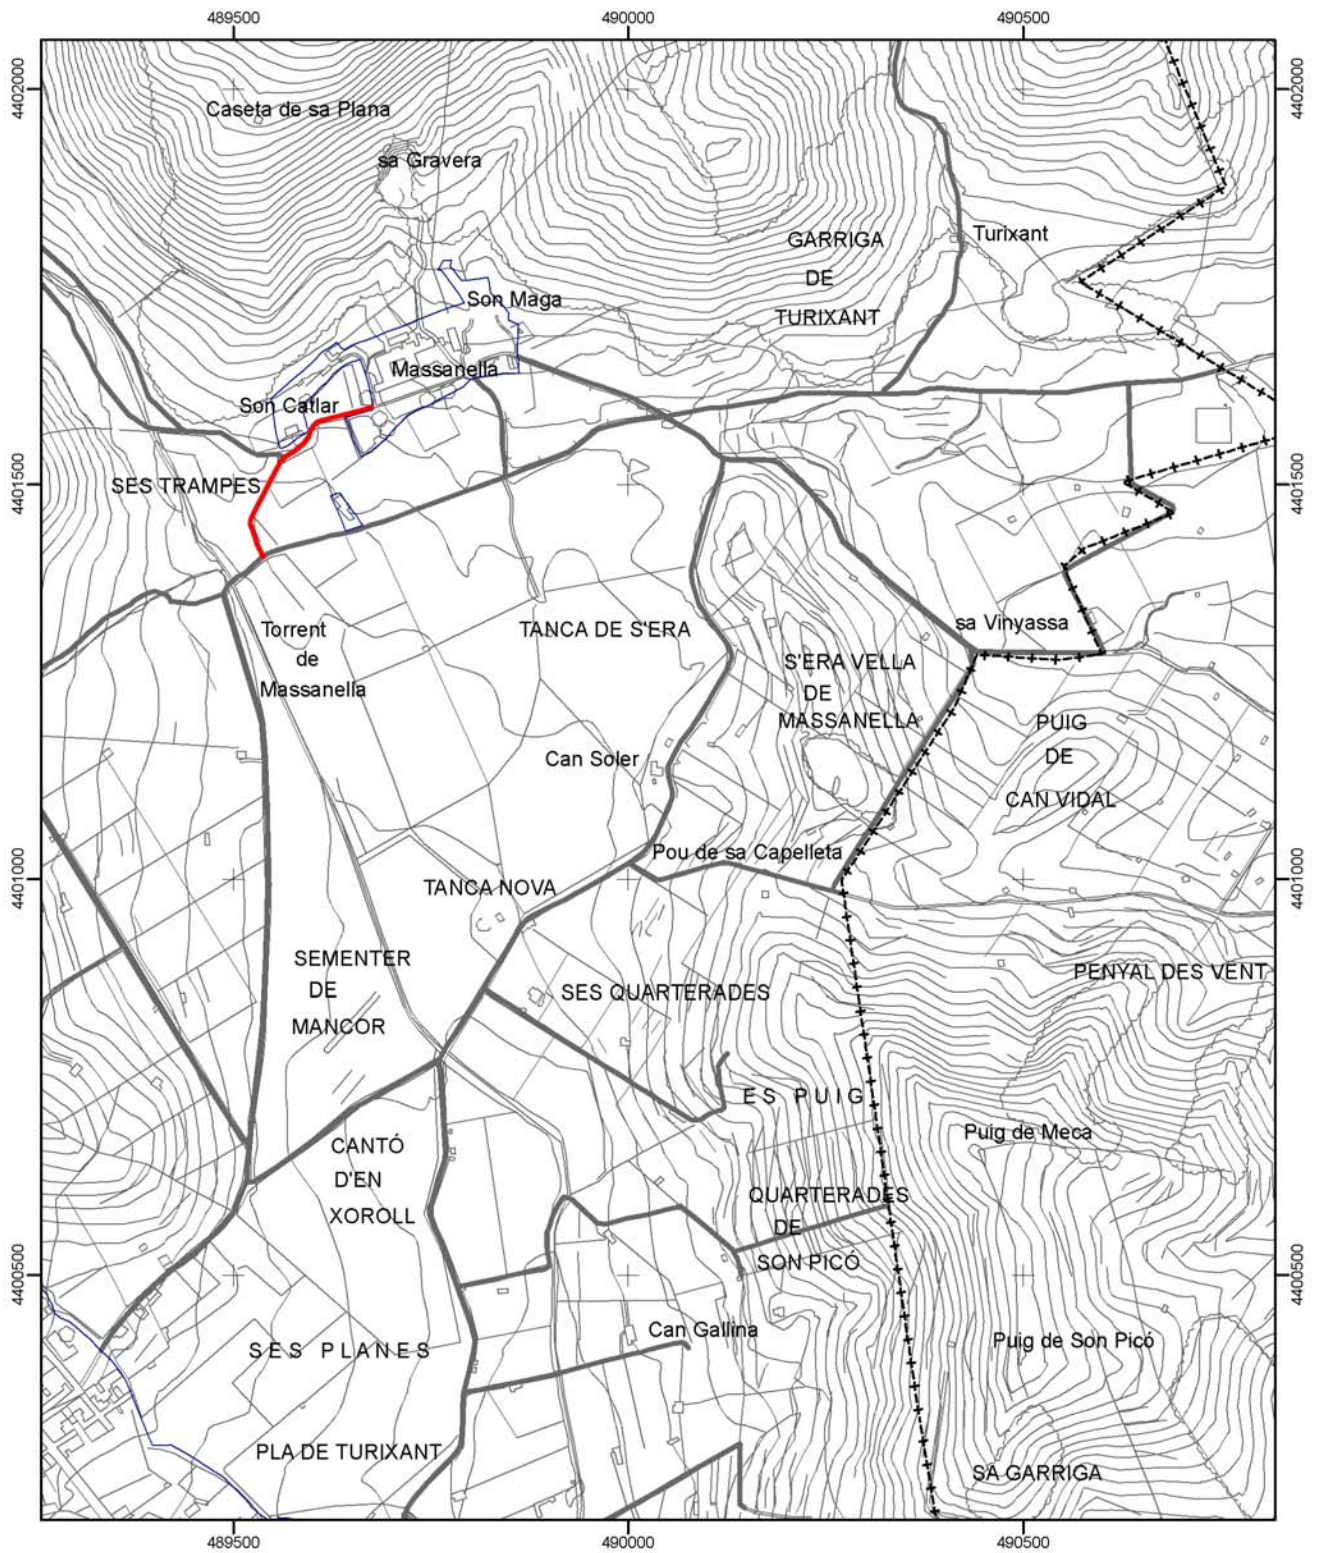 489500
490000
490500
4402000
4402000
Caseta de sa Plana
sa Gravera
GARRIGA
DE
TURIXANT
Turixant
Son Maga
Massanella
Son Catlar
SES TRAMPES
4401500
4401500
Torrent
de
Massanella
TANCA DE S'ERA
sa Vinyassa
S'ERA VELLA
DE
MASSANELLA
PUIG
DE
CAN VIDAL
Can Soler
Pou de sa Capelleta
4401000
4401000
TANCA NOVA
SEMENTER
DE
MANCOR
SES QUARTERADES
PENYAL DES VENT
ES PUIG
Puig de Meca
CANTÓ
D'EN
XOROLL
QUARTERADES
DE
SON PICÓ
4400500
4400500
Can Gallina
Puig de Son Picó
SES PLANES
PLA DE TURIXANT
SA GARRIGA
489500
490000
490500